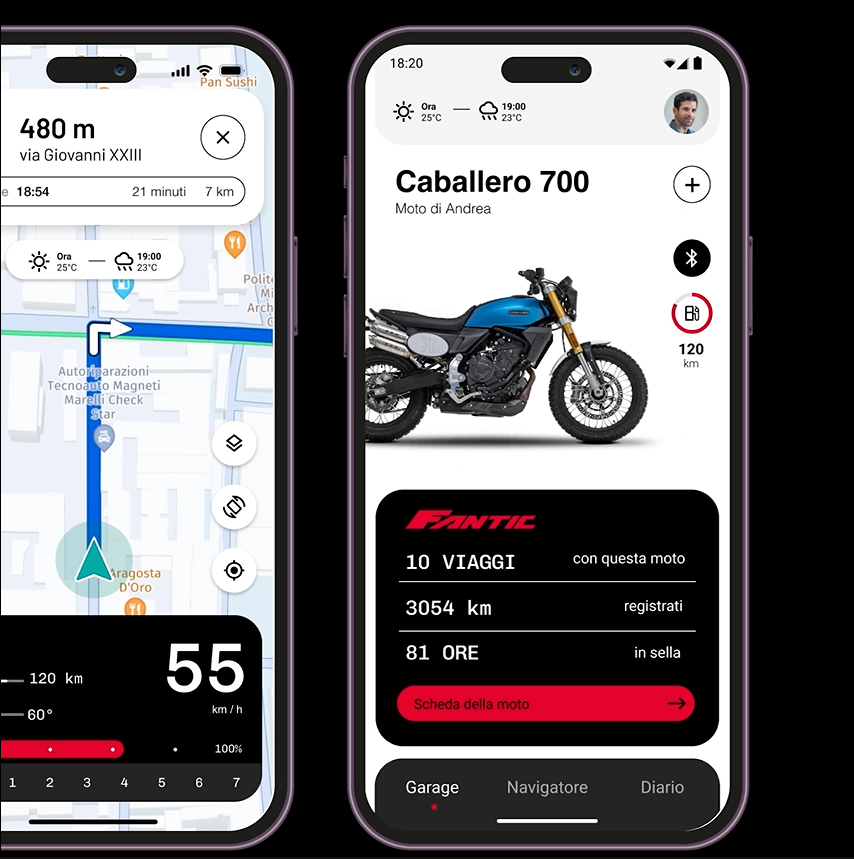 Pan Sushi
480 m
via Giovanni XXIII
e 18:54 21 minuti 7 km
Ora 19:00
25°C 23°C
Polite
Mi
Arch
C
Autoriparazioni
Tecnoauto Magneti
Marelli Check
Star
Aragosta
D'Oro
120 km
55
60°
km / h
100%
1 2 3 4 5 6 7
18:20
Ora 19:00
25°C 23°C
Caballero 700
Moto di Andrea
120
km
FANTIC
10 VIAGGI con questa moto
3054 km registrati
81 ORE in sella
Scheda della moto
Garage Navigatore Diario